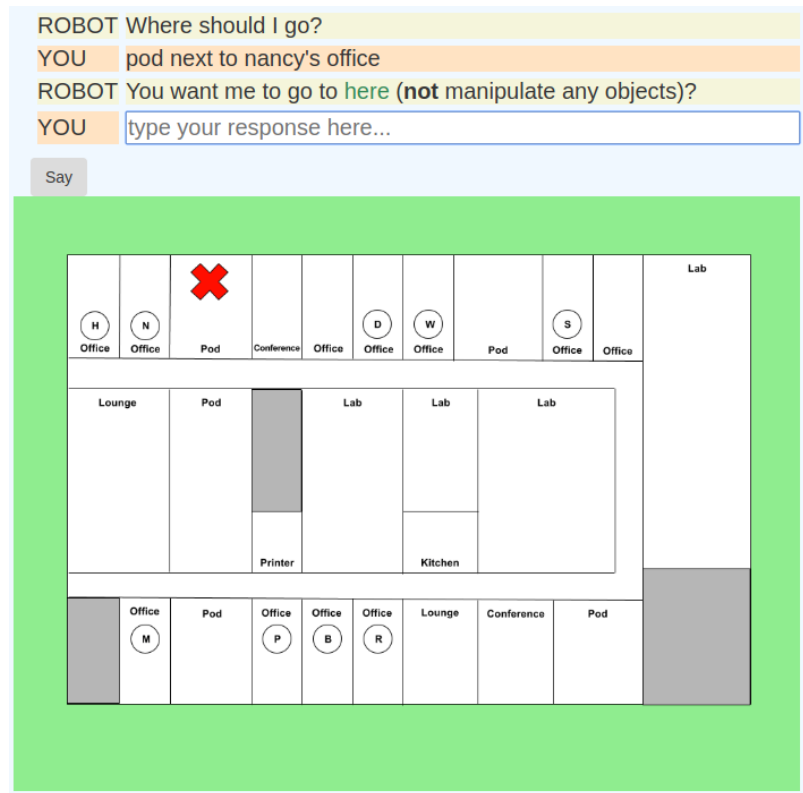 ROBOT Where should I go?
YOU pod next to nancy's office
ROBOT You want me to go to here (not manipulate any objects)?
YOU type your response here...
Say
Lab
H N D W S
Office Office Pod Conference Office Office Office Pod Office Office
Lounge Pod Lab Lab Lab
Printer Kitchen
Office Pod Office Office Office Lounge Conference Pod
M P B R